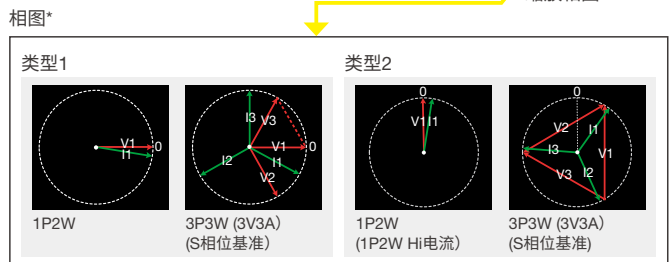 相图*
类型1
类型2
V1
I1
0
1P2W
I3
V3
V1
0
I2
I1
V2
3P3W (3V3A）
(S相位基准）
0
V1
I1
1P2W
(1P2W Hi电流）
0
V2
I1
I3
V1
V3
I2
3P3W (3V3A）
(S相位基准)